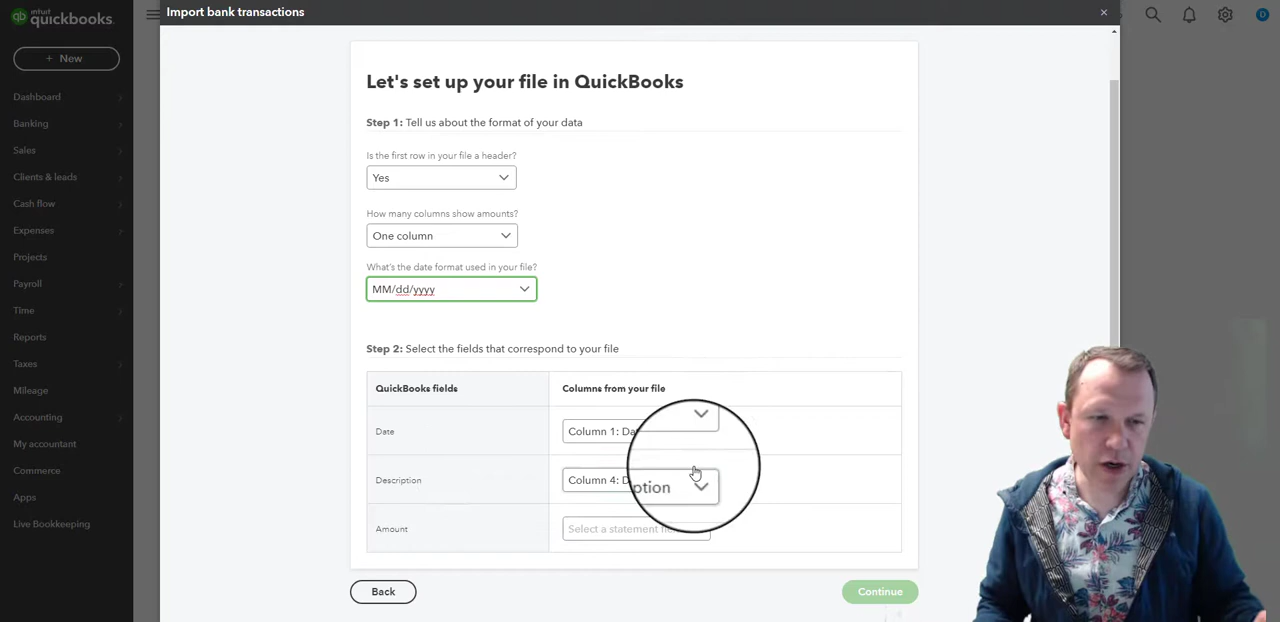 Import bank transactions
×
intuit
qb quickbooks.
+ New
Dashboard
Banking
Sales
Clients & leads
Cash flow
Expenses
Projects
Payroll
Time
Reports
Taxes
Mileage
Accounting
My accountant
Commerce
Apps
Live Bookkeeping
Let's set up your file in QuickBooks
Step 1: Tell us about the format of your data
Is the first row in your file a header?
Yes
How many columns show amounts?
One column
What's the date format used in your file?
MM/dd/yyyy
Step 2: Select the fields that correspond to your file
QuickBooks fields
Columns from your file
Date
Column 1: Da
Description
Column 4: D
ption
Amount
Select a statement
Back
Continue